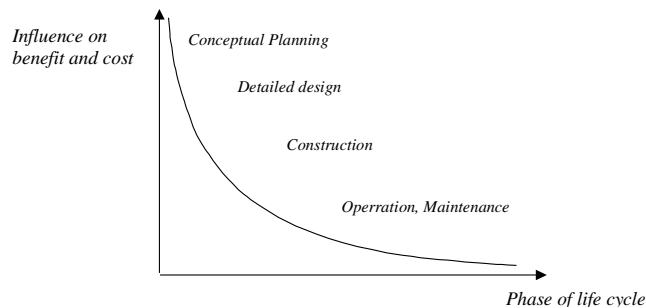 Influence on
benefit and cost
Conceptual Planning
Detailed design
Construction
Operration, Maintenance
Phase of life cycle